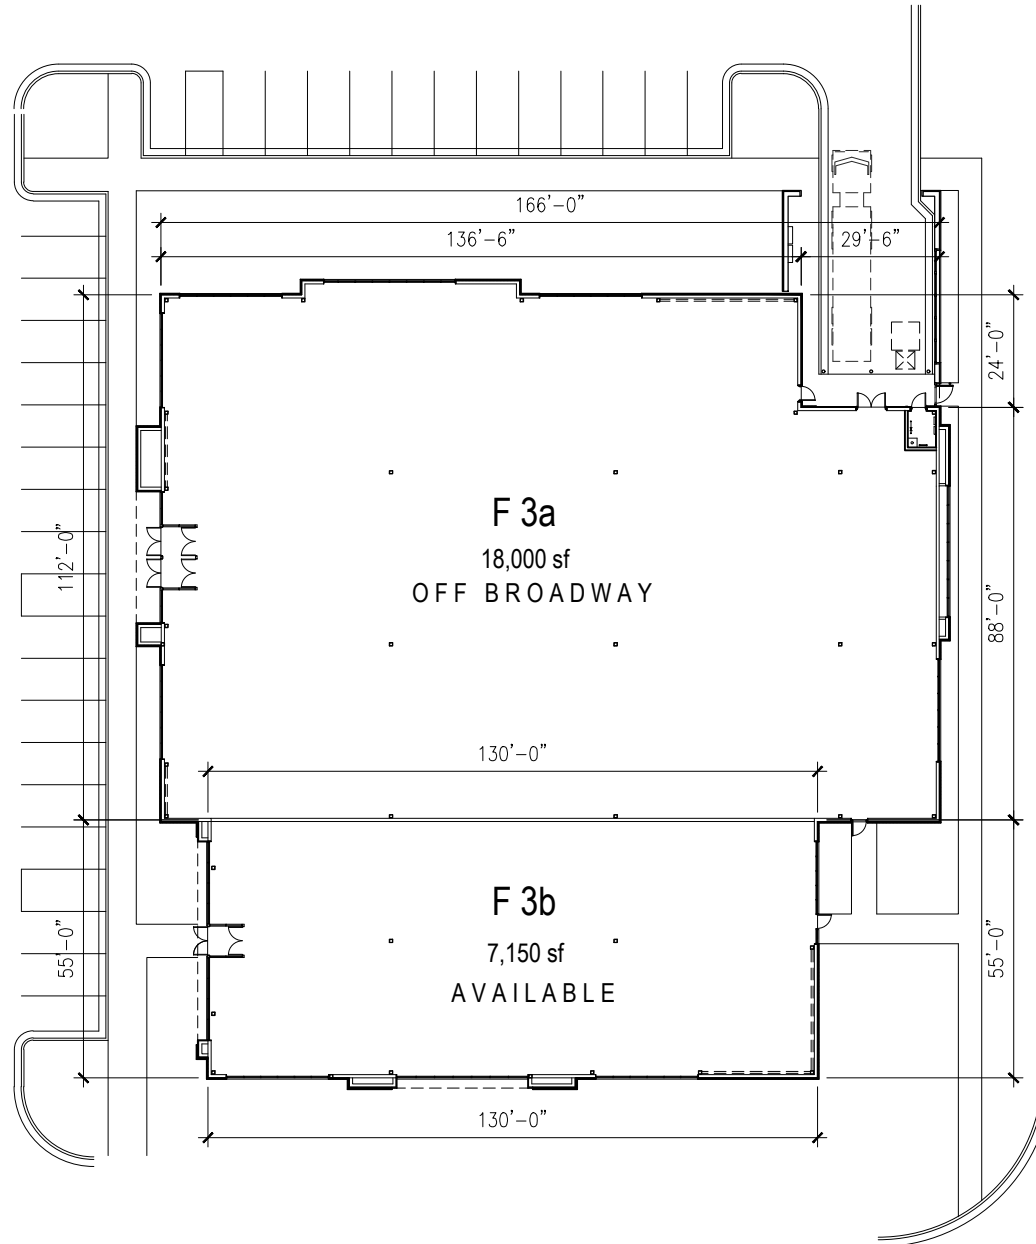 166'-0"
136'-6"
29'-6"
24'-0"
F 3a
18,000 sf
OFF BROADWAY
112'-0"
88'-0"
130'-0"
F 3b
7,150 sf
AVAILABLE
55'-0"
55'-0"
130'-0"